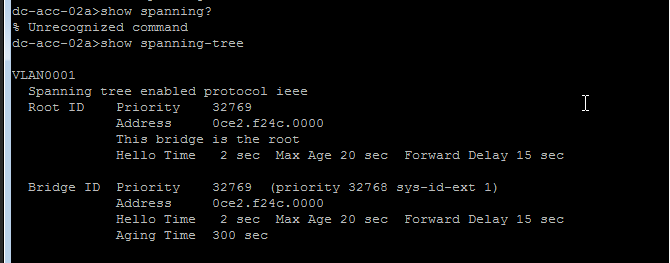 dc-acc-02a>show spanning?
% Unrecognized command
dc-acc-02a>show spanning-tree
VLAN0001
Spanning tree enabled protocol ieee
Root ID Priority 32769
Address 0ce2.f24c.0000
This bridge is the root
Hello Time 2 sec Max Age 20 sec Forward Delay 15 sec
Bridge ID Priority 32769 (priority 32768 sys-id-ext 1)
Address 0ce2.f24c.0000
Hello Time 2 sec Max Age 20 sec Forward Delay 15 sec
Aging Time 300 sec